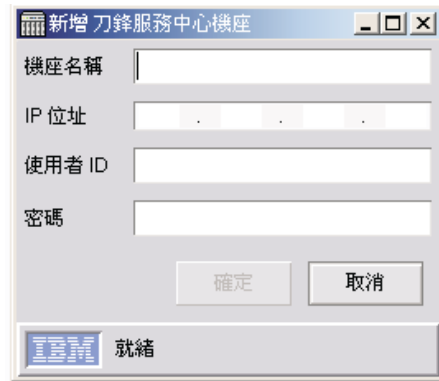 新增 刀鋒服務中心機座
機座名稱
IP 位址
. . .
使用者 ID
密碼
確定 取消
IBM 就緒